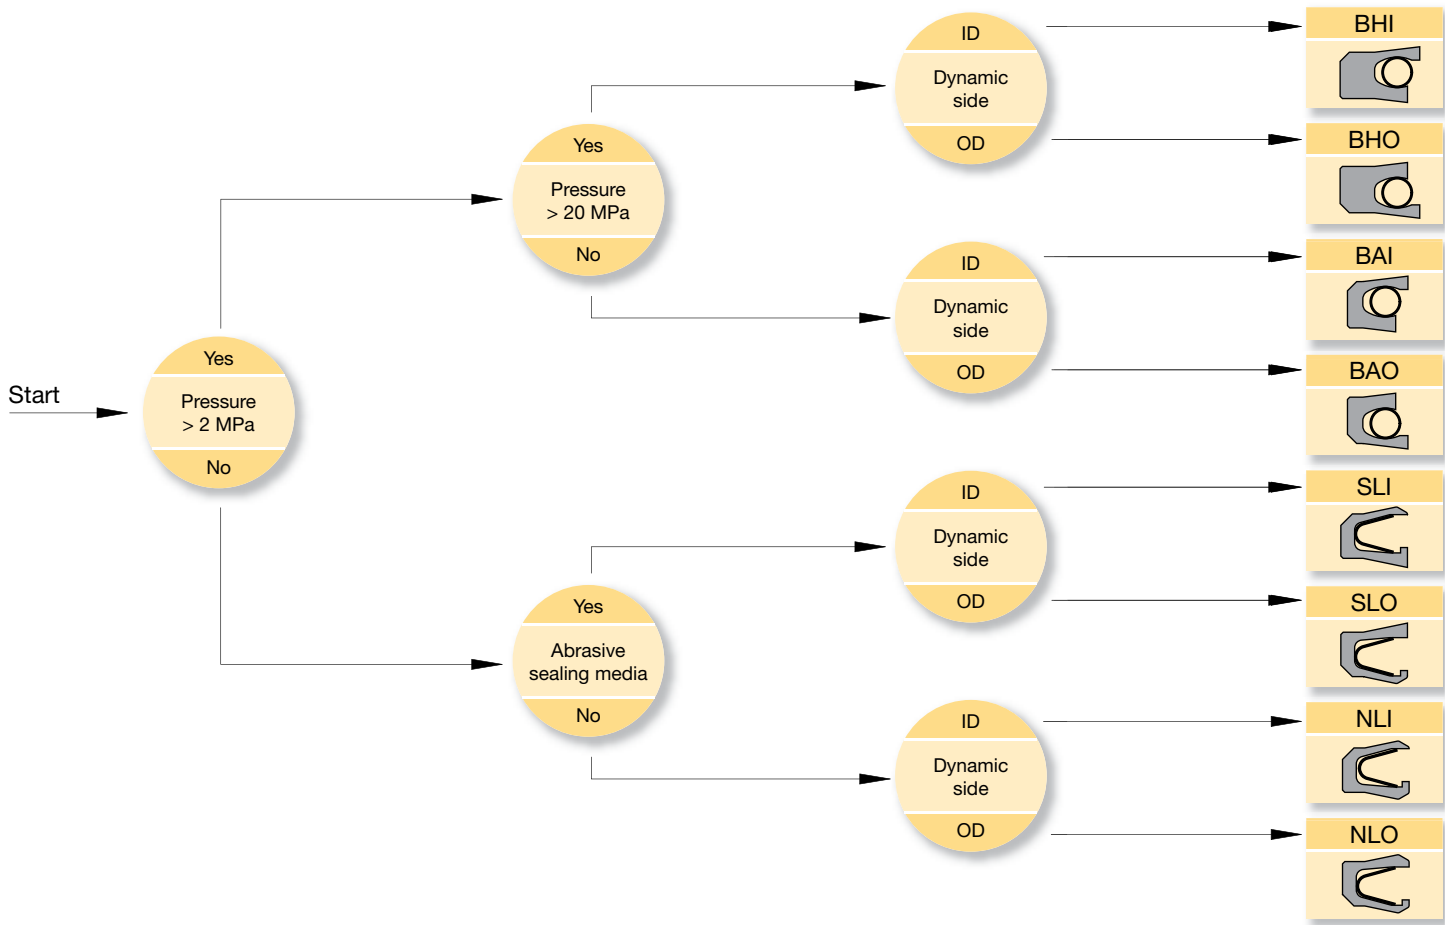 Start
Yes
Pressure
> 2 MPa
No
Yes
Pressure
> 20 MPa
No
Yes
Abrasive
sealing media
No
ID
Dynamic
side
OD
ID
Dynamic
side
OD
ID
Dynamic
side
OD
ID
Dynamic
side
OD
BHI
BHO
BAI
BAO
SLI
SLO
NLI
NLO